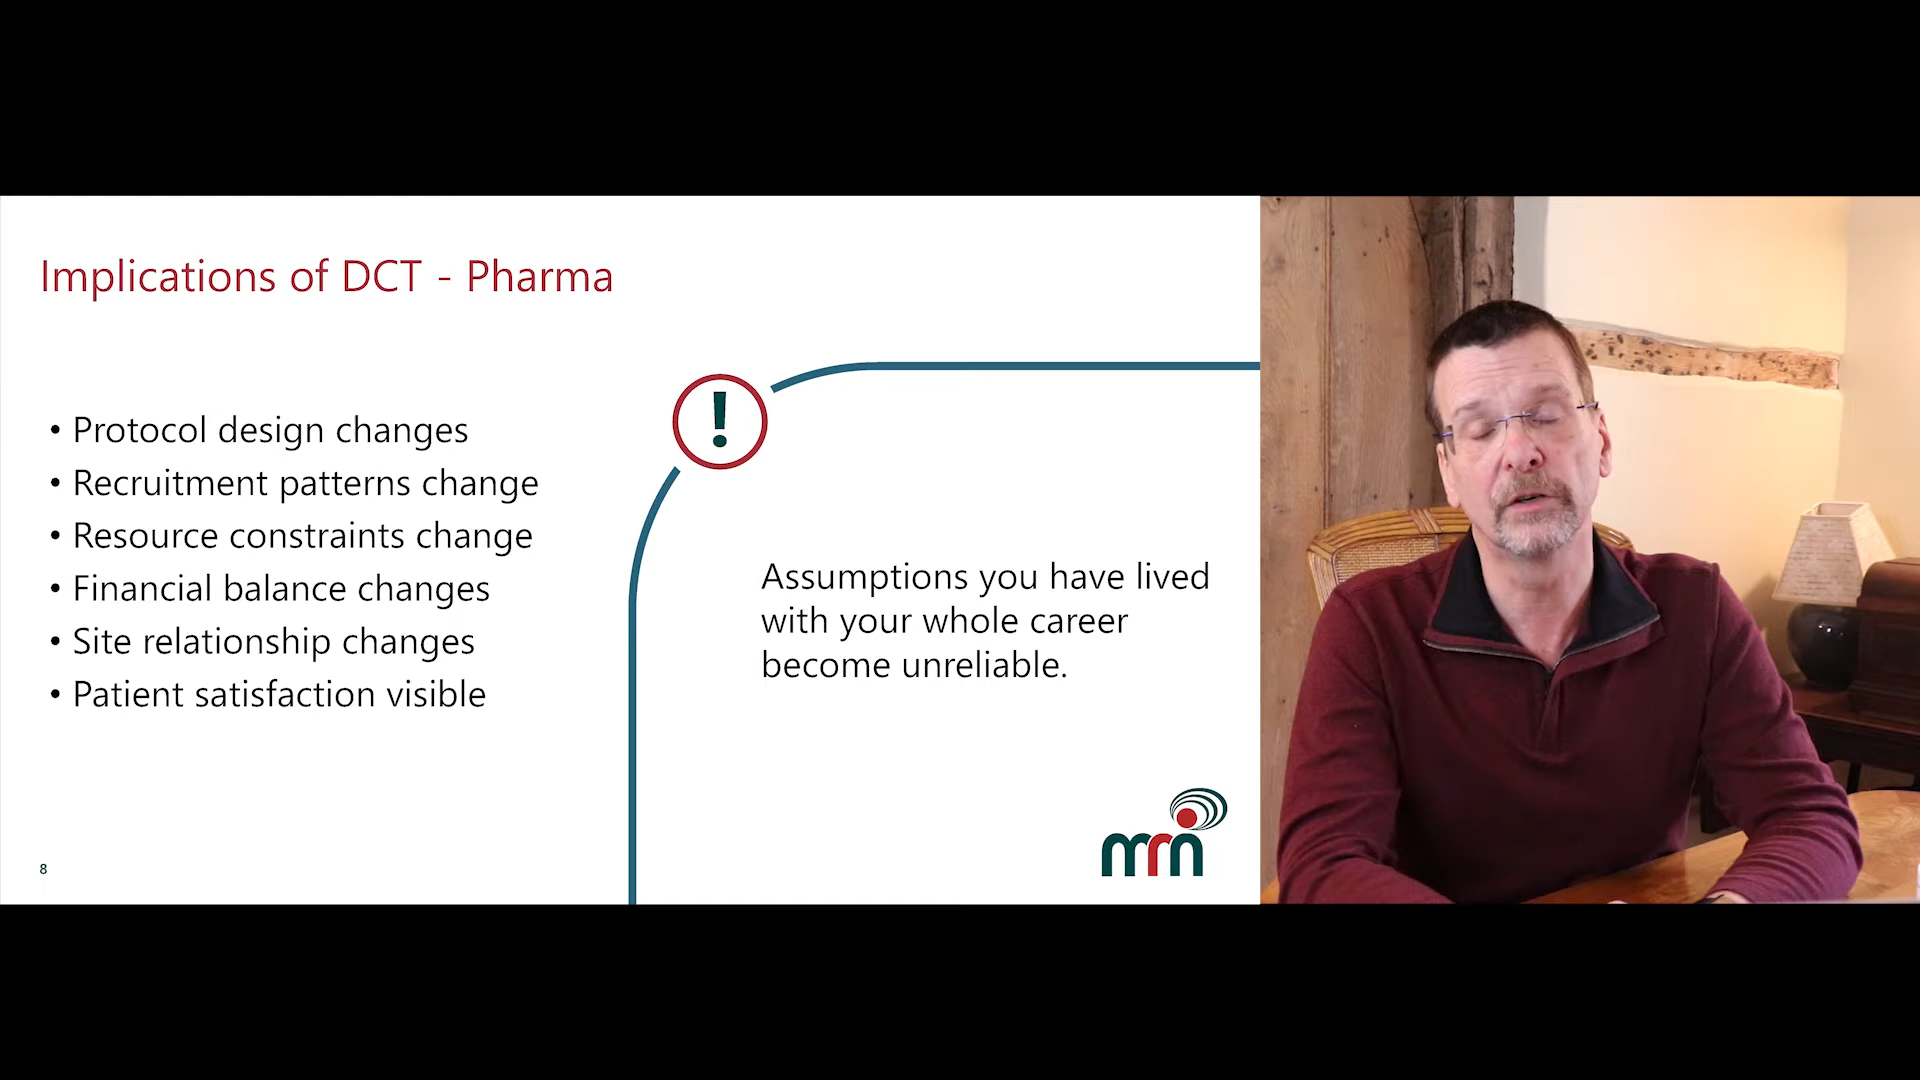 Implications of DCT - Pharma
• Protocol design changes
• Recruitment patterns change
• Resource constraints change
• Financial balance changes
• Site relationship changes
• Patient satisfaction visible
!
Assumptions you have lived
with your whole career
become unreliable.
mrn
8